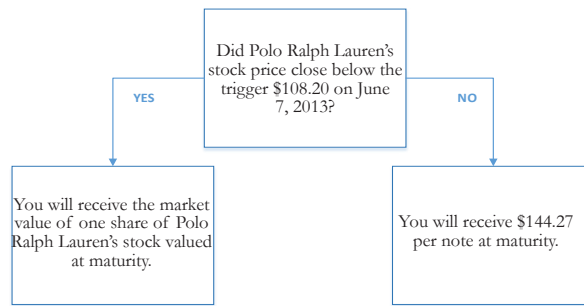 Did Polo Ralph Lauren's
stock price close below the
trigger $108.20 on June
7, 2013?
YES
NO
You will receive the market
value of one share of Polo
Ralph Lauren's stock valued
at maturity.
You will receive $144.27
per note at maturity.